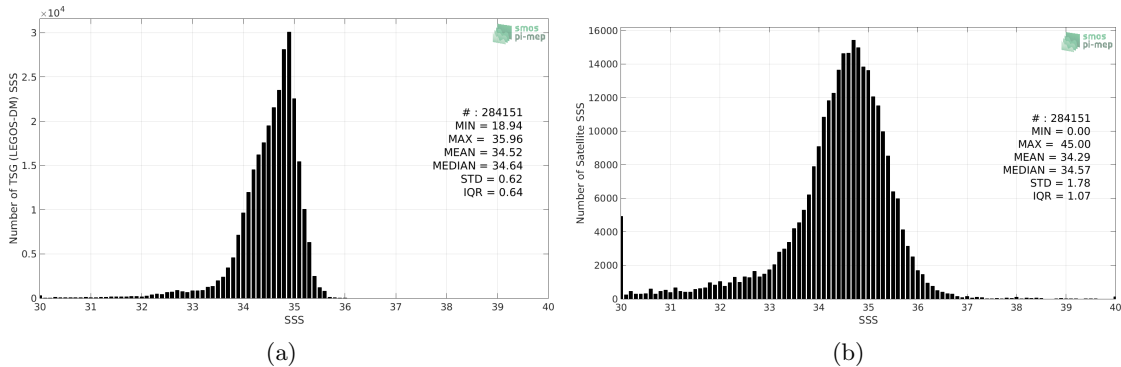 ×10⁴
3
2.5
2
1.5
1
0.5
0
Number of TSG (LEGOS-DM) SSS
30 31 32 33 34 35 36 37 38 39 40
SSS
smos
pi-mep
# : 284151
MIN = 18.94
MAX = 35.96
MEAN = 34.52
MEDIAN = 34.64
STD = 0.62
IQR = 0.64
(a)
16000
14000
12000
10000
8000
6000
4000
2000
0
Number of Satellite SSS
30 31 32 33 34 35 36 37 38 39 40
SSS
smos
pi-mep
# : 284151
MIN = 0.00
MAX = 45.00
MEAN = 34.29
MEDIAN = 34.57
STD = 1.78
IQR = 1.07
(b)